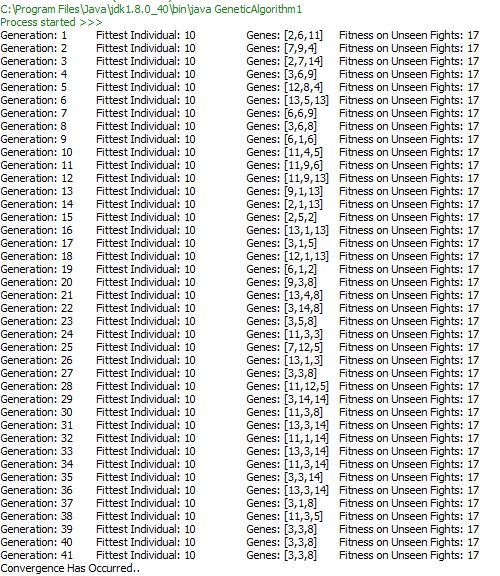 C:\Program Files\Java\jdk1.8.0_40\bin\java GeneticAlgorithm1
Process started >>>
Generation: 1 Fittest Individual: 10 Genes: [2,6,11] Fitness on Unseen Fights: 17
Generation: 2 Fittest Individual: 10 Genes: [7,9,4] Fitness on Unseen Fights: 17
Generation: 3 Fittest Individual: 10 Genes: [2,7,14] Fitness on Unseen Fights: 17
Generation: 4 Fittest Individual: 10 Genes: [3,6,9] Fitness on Unseen Fights: 17
Generation: 5 Fittest Individual: 10 Genes: [12,8,4] Fitness on Unseen Fights: 17
Generation: 6 Fittest Individual: 10 Genes: [13,5,13] Fitness on Unseen Fights: 17
Generation: 7 Fittest Individual: 10 Genes: [6,6,9] Fitness on Unseen Fights: 17
Generation: 8 Fittest Individual: 10 Genes: [3,6,8] Fitness on Unseen Fights: 17
Generation: 9 Fittest Individual: 10 Genes: [6,1,6] Fitness on Unseen Fights: 17
Generation: 10 Fittest Individual: 10 Genes: [11,4,5] Fitness on Unseen Fights: 17
Generation: 11 Fittest Individual: 10 Genes: [11,9,6] Fitness on Unseen Fights: 17
Generation: 12 Fittest Individual: 10 Genes: [11,9,13] Fitness on Unseen Fights: 17
Generation: 13 Fittest Individual: 10 Genes: [9,1,13] Fitness on Unseen Fights: 17
Generation: 14 Fittest Individual: 10 Genes: [2,1,13] Fitness on Unseen Fights: 17
Generation: 15 Fittest Individual: 10 Genes: [2,5,2] Fitness on Unseen Fights: 17
Generation: 16 Fittest Individual: 10 Genes: [13,1,13] Fitness on Unseen Fights: 17
Generation: 17 Fittest Individual: 10 Genes: [3,1,5] Fitness on Unseen Fights: 17
Generation: 18 Fittest Individual: 10 Genes: [12,1,13] Fitness on Unseen Fights: 17
Generation: 19 Fittest Individual: 10 Genes: [6,1,2] Fitness on Unseen Fights: 17
Generation: 20 Fittest Individual: 10 Genes: [9,3,8] Fitness on Unseen Fights: 17
Generation: 21 Fittest Individual: 10 Genes: [13,4,8] Fitness on Unseen Fights: 17
Generation: 22 Fittest Individual: 10 Genes: [3,14,8] Fitness on Unseen Fights: 17
Generation: 23 Fittest Individual: 10 Genes: [3,5,8] Fitness on Unseen Fights: 17
Generation: 24 Fittest Individual: 10 Genes: [11,3,3] Fitness on Unseen Fights: 17
Generation: 25 Fittest Individual: 10 Genes: [7,12,5] Fitness on Unseen Fights: 17
Generation: 26 Fittest Individual: 10 Genes: [13,1,3] Fitness on Unseen Fights: 17
Generation: 27 Fittest Individual: 10 Genes: [3,3,8] Fitness on Unseen Fights: 17
Generation: 28 Fittest Individual: 10 Genes: [11,12,5] Fitness on Unseen Fights: 17
Generation: 29 Fittest Individual: 10 Genes: [3,14,14] Fitness on Unseen Fights: 17
Generation: 30 Fittest Individual: 10 Genes: [11,3,8] Fitness on Unseen Fights: 17
Generation: 31 Fittest Individual: 10 Genes: [13,3,14] Fitness on Unseen Fights: 17
Generation: 32 Fittest Individual: 10 Genes: [11,1,14] Fitness on Unseen Fights: 17
Generation: 33 Fittest Individual: 10 Genes: [13,3,14] Fitness on Unseen Fights: 17
Generation: 34 Fittest Individual: 10 Genes: [11,3,14] Fitness on Unseen Fights: 17
Generation: 35 Fittest Individual: 10 Genes: [3,3,14] Fitness on Unseen Fights: 17
Generation: 36 Fittest Individual: 10 Genes: [13,3,14] Fitness on Unseen Fights: 17
Generation: 37 Fittest Individual: 10 Genes: [3,1,8] Fitness on Unseen Fights: 17
Generation: 38 Fittest Individual: 10 Genes: [11,3,5] Fitness on Unseen Fights: 17
Generation: 39 Fittest Individual: 10 Genes: [3,3,8] Fitness on Unseen Fights: 17
Generation: 40 Fittest Individual: 10 Genes: [3,3,8] Fitness on Unseen Fights: 17
Generation: 41 Fittest Individual: 10 Genes: [3,3,8] Fitness on Unseen Fights: 17
Convergence Has Occurred..